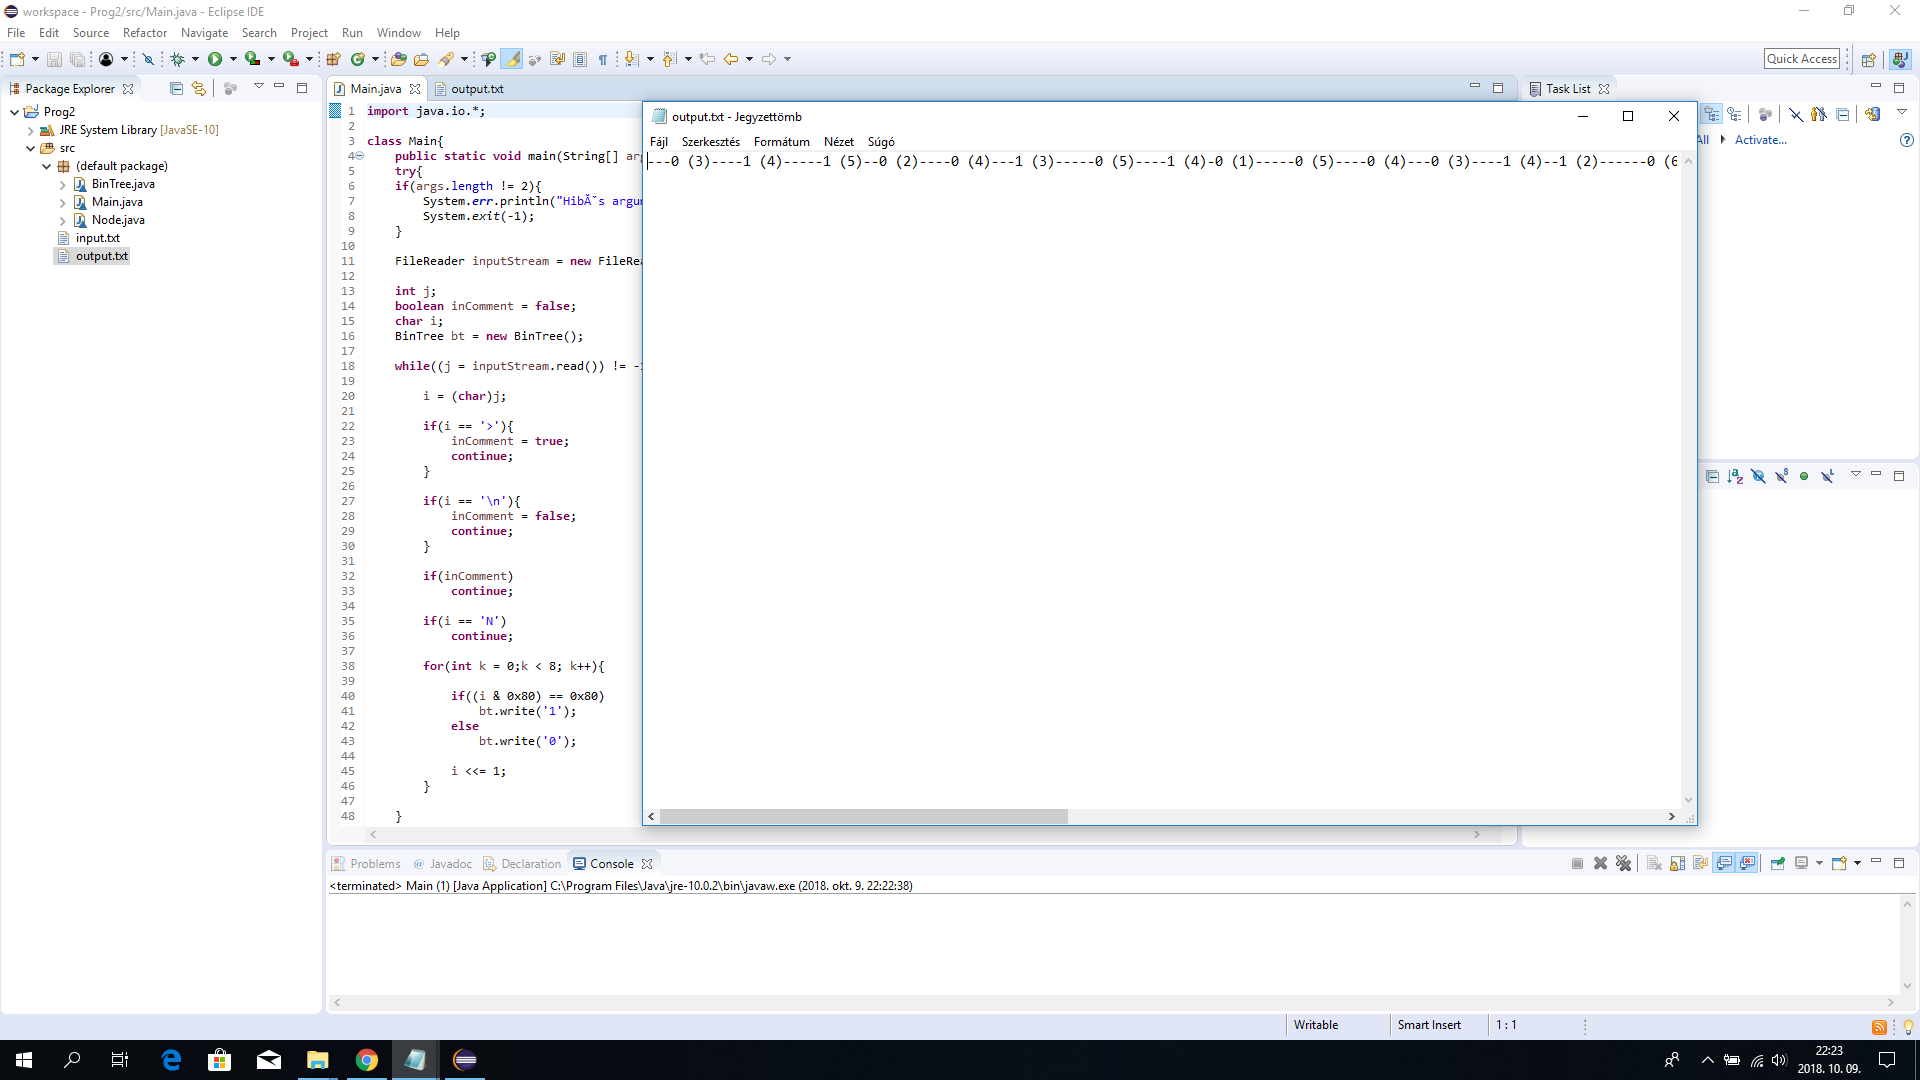 workspace - Prog2/src/Main.java - Eclipse IDE
File Edit Source Refactor Navigate Search Project Run Window Help
Quick Access
Package Explorer
Main.java
output.txt
Task List
Prog2
JRE System Library [JavaSE-10]
src
(default package)
BinTree.java
Main.java
Node.java
input.txt
output.txt
1 import java.io.*;
2
3 class Main{
4 public static void main(String[]
5 try{
6 if(args.length != 2){
7 System.err.println("HibĂˇs
8 System.exit(-1);
9 }
10
11 FileReader inputStream = new
12
13 int j;
14 boolean inComment = false;
15 char i;
16 BinTree bt = new BinTree();
17
18 while((j = inputStream.read()) !=
19
20 i = (char)j;
21
22 if(i == '>'){
23 inComment = true;
24 continue;
25 }
26
27 if(i == '\n'){
28 inComment = false;
29 continue;
30 }
31
32 if(inComment)
33 continue;
34
35 if(i == 'N')
36 continue;
37
38 for(int k = 0;k < 8; k++){
39
40 if((i & 0x80) == 0x80)
41 bt.write('1');
42 else
43 bt.write('0');
44
45 i <<= 1;
46 }
47
48 }
output.txt - Jegyzettömb
Fájl Szerkesztés Formátum Nézet Súgó
---0 (3)----1 (4)-----1 (5)--0 (2)----0 (4)---1 (3)-----0 (5)----1 (4)-0 (1)-----0 (5)----0 (4)---0 (3)----1 (4)--1 (2)------0 (6
All
Activate...
Problems @ Javadoc Declaration Console
<terminated> Main (1) [Java Application] C:\Program Files\Java\jre-10.0.2\bin\javaw.exe (2018. okt. 9. 22:22:38)
Writable
Smart Insert
1 : 1
22:23
2018. 10. 09.